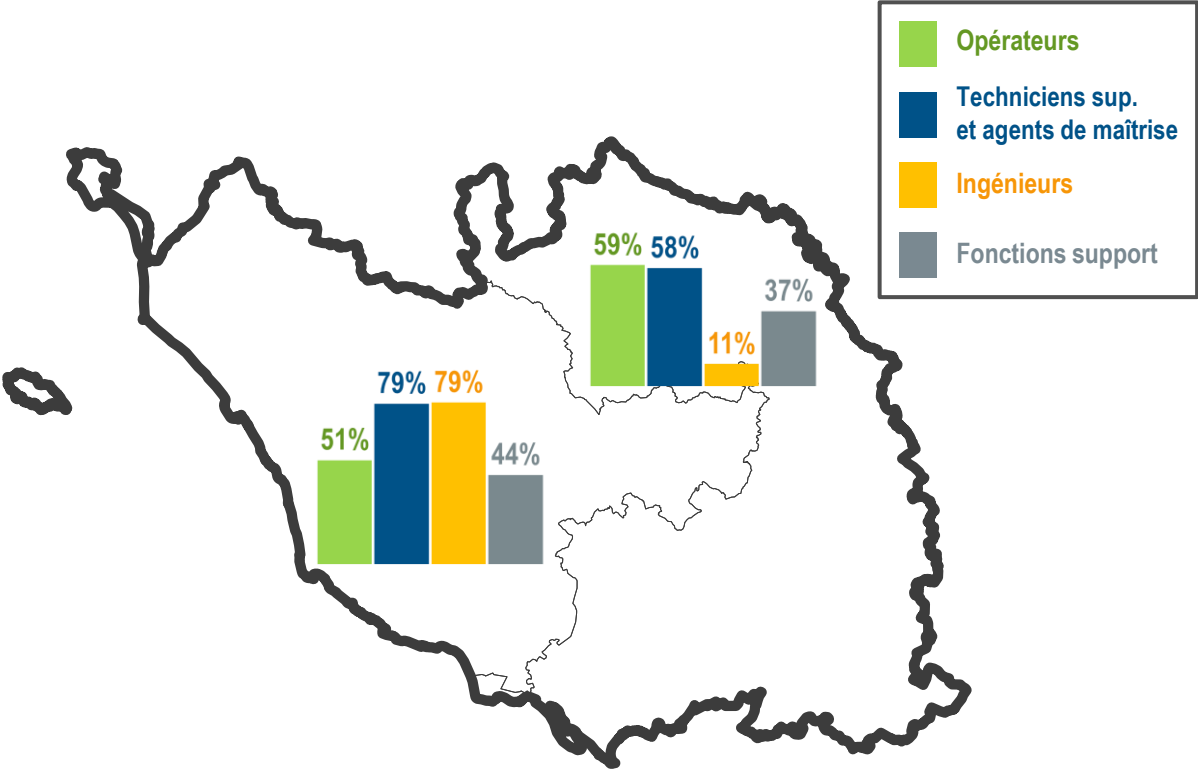 Opérateurs
Techniciens sup.
et agents de maîtrise
Ingénieurs
Fonctions support
59%
58%
11%
37%
51%
79%
79%
44%